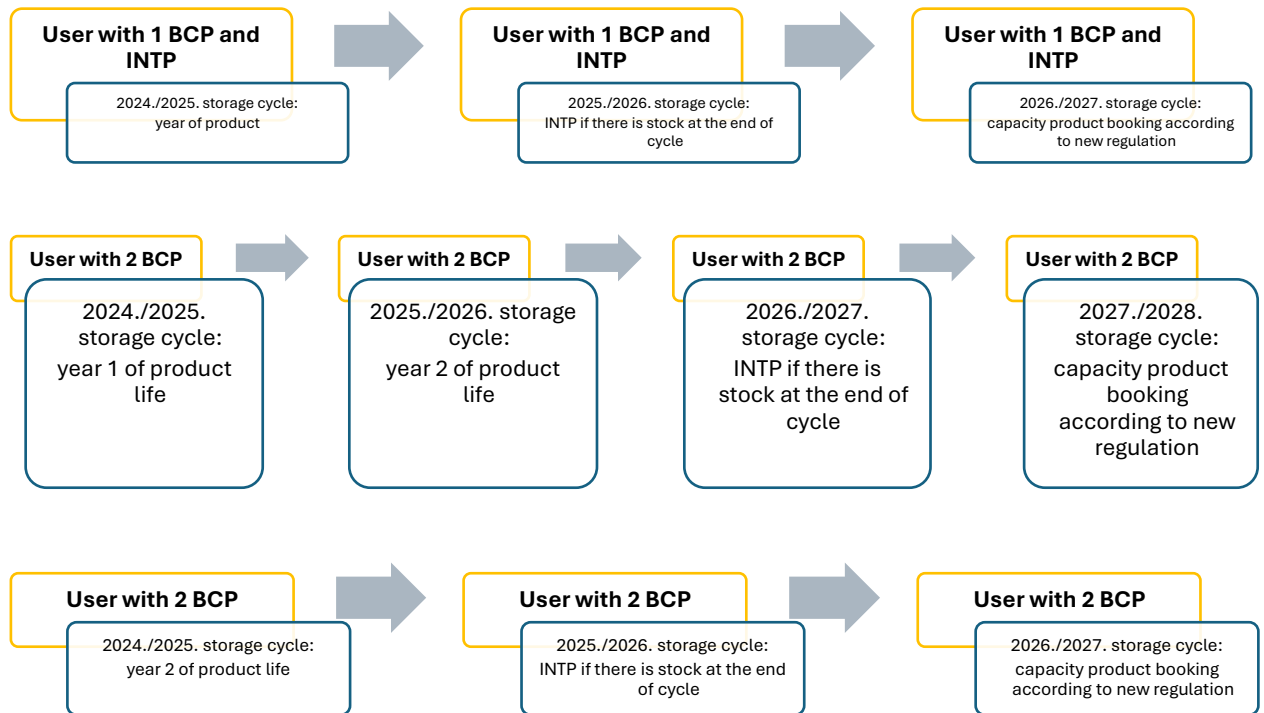 User with 1 BCP and
INTP
2024./2025. storage cycle:
year of product
User with 1 BCP and
INTP
2025./2026. storage cycle:
INTP if there is stock at the end of
cycle
User with 1 BCP and
INTP
2026./2027. storage cycle:
capacity product booking according
to new regulation
User with 2 BCP
2024./2025.
storage cycle:
year 1 of product
life
User with 2 BCP
2025./2026. storage
cycle:
year 2 of product
life
User with 2 BCP
2026./2027.
storage cycle:
INTP if there is
stock at the end of
cycle
User with 2 BCP
2027./2028.
storage cycle:
capacity product
booking
according to new
regulation
User with 2 BCP
2024./2025. storage cycle:
year 2 of product life
User with 2 BCP
2025./2026. storage cycle:
INTP if there is stock at the end
of cycle
User with 2 BCP
2026./2027. storage cycle:
capacity product booking
according to new regulation